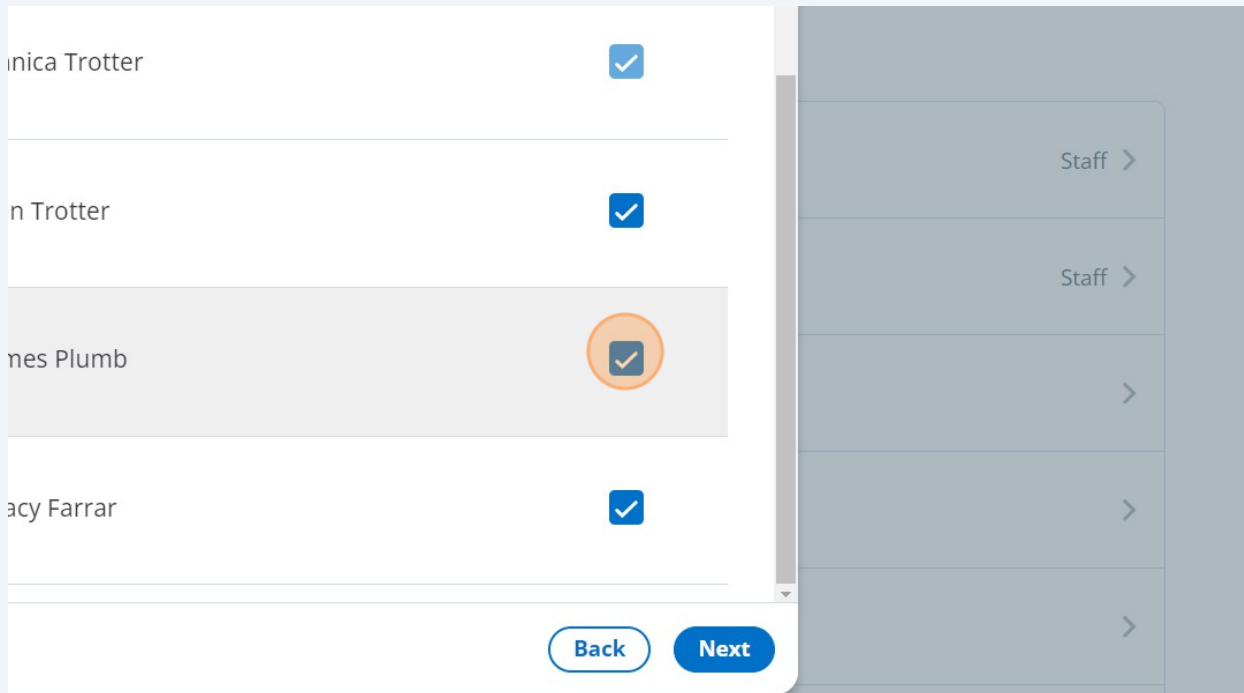 nica Trotter
Staff
n Trotter
Staff
mes Plumb
acy Farrar
Back
Next